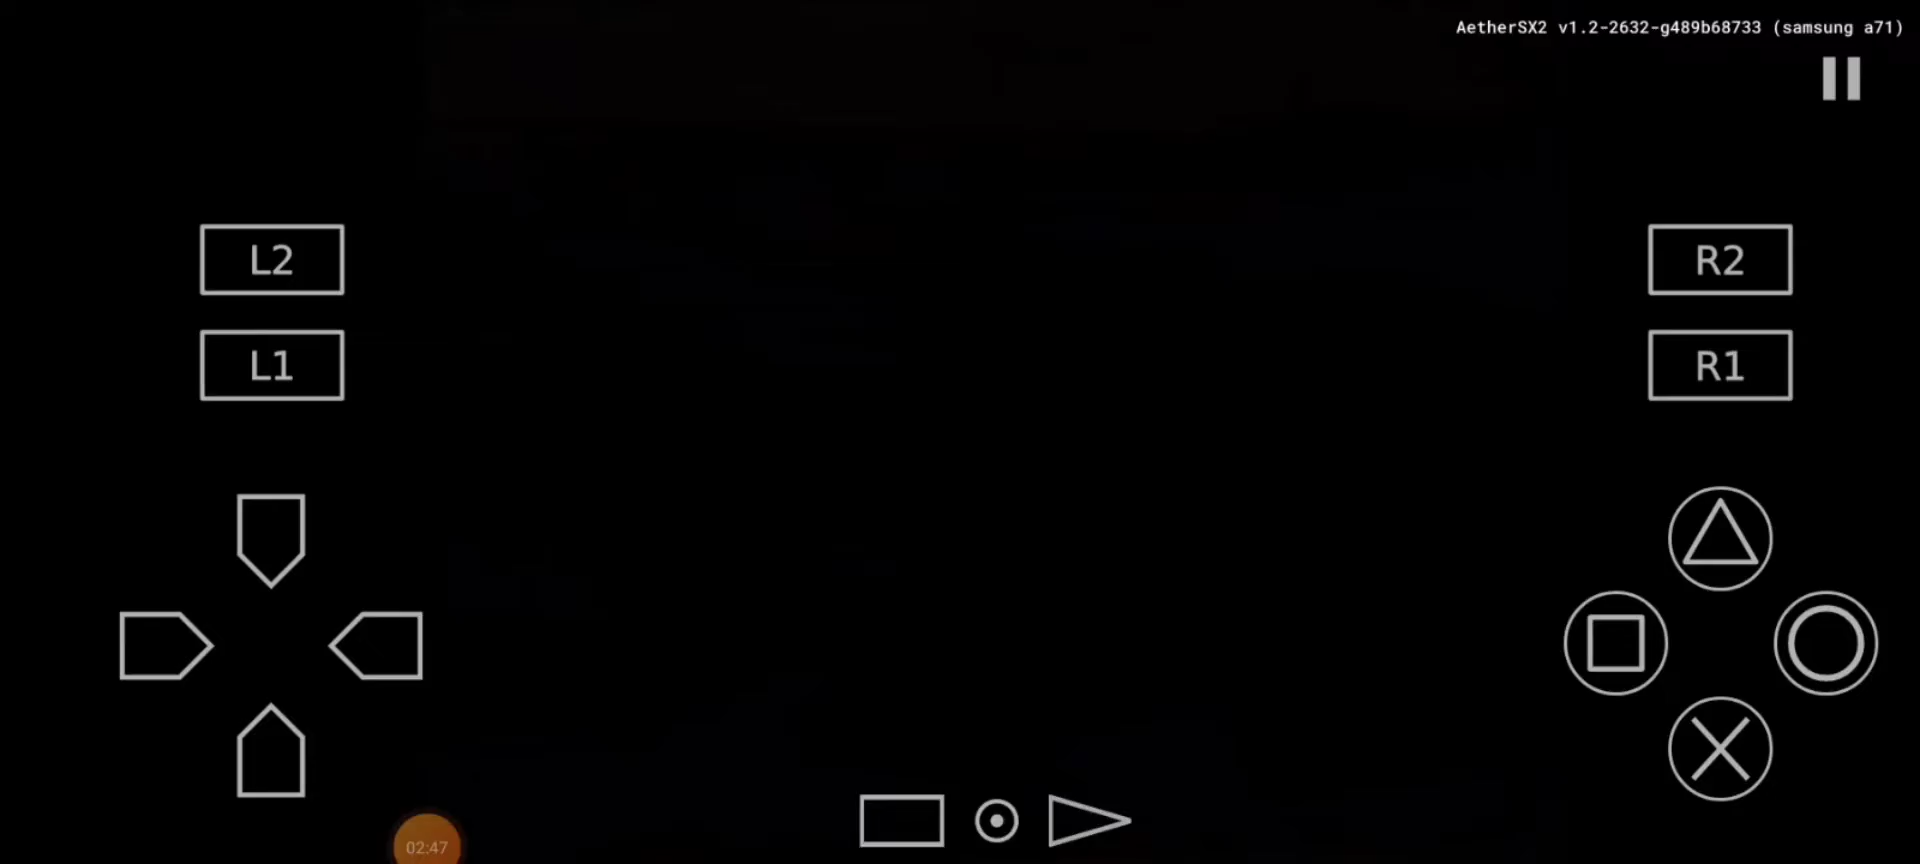 AetherSX2 v1.2-2632-g489b68733 (samsung a71)
L2
R2
L1
R1
02:47